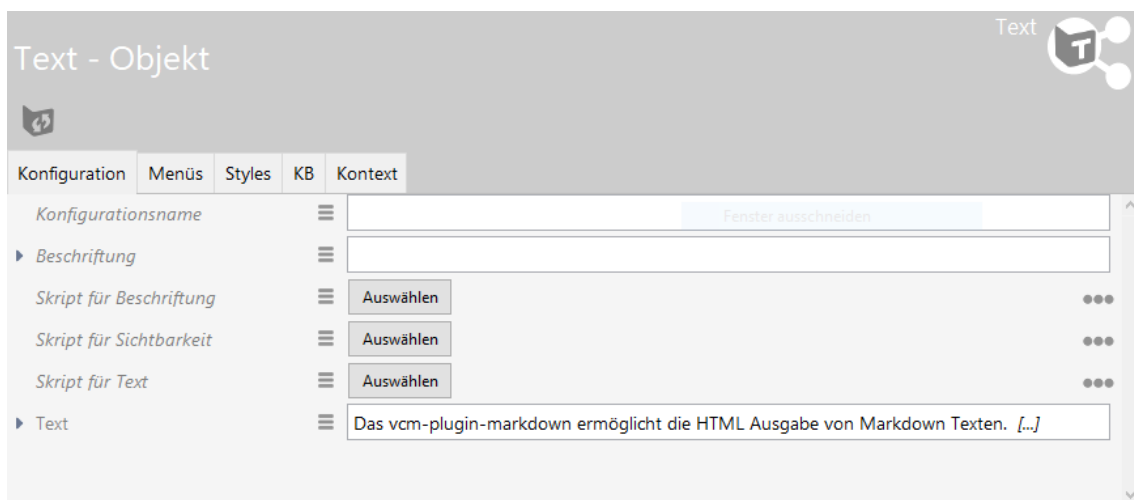 Text
Text - Objekt
Konfiguration Menüs Styles KB Kontext
Konfigurationsname
Fenster ausschneiden
Beschriftung
Skript für Beschriftung Auswählen
Skript für Sichtbarkeit Auswählen
Skript für Text Auswählen
Text Das vcm-plugin-markdown ermöglicht die HTML Ausgabe von Markdown Texten. [...]